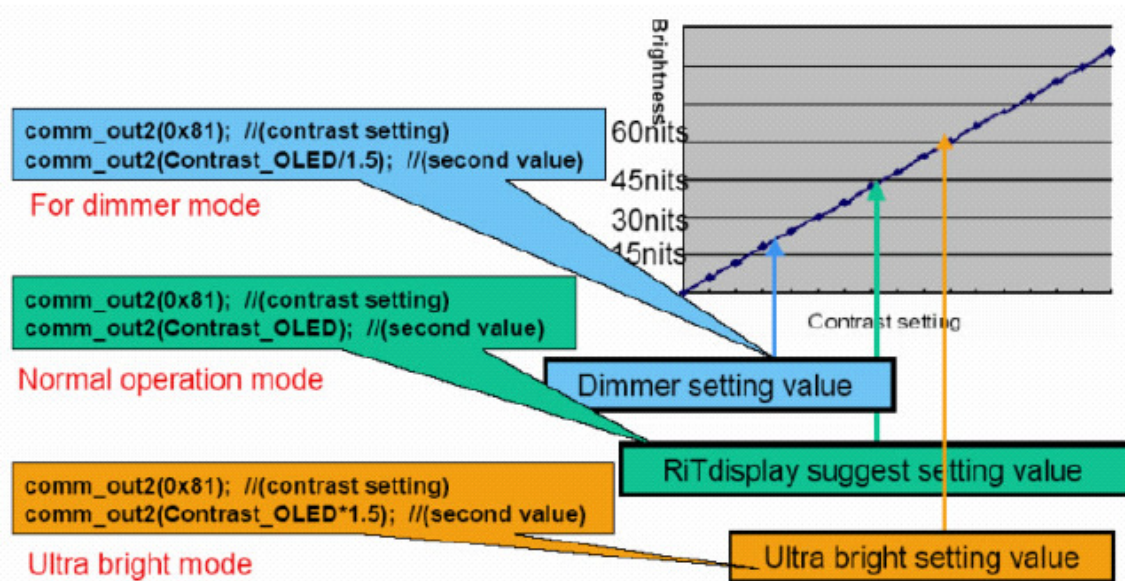 Brightness
60nits
45nits
30nits
15nits
Contrast setting
comm_out2(0x81); //(contrast setting)
comm_out2(Contrast_OLED/1.5); //(second value)
For dimmer mode
comm_out2(0x81); //(contrast setting)
comm_out2(Contrast_OLED); //(second value)
Normal operation mode
Dimmer setting value
RiTdisplay suggest setting value
comm_out2(0x81); //(contrast setting)
comm_out2(Contrast_OLED*1.5); //(second value)
Ultra bright mode
Ultra bright setting value